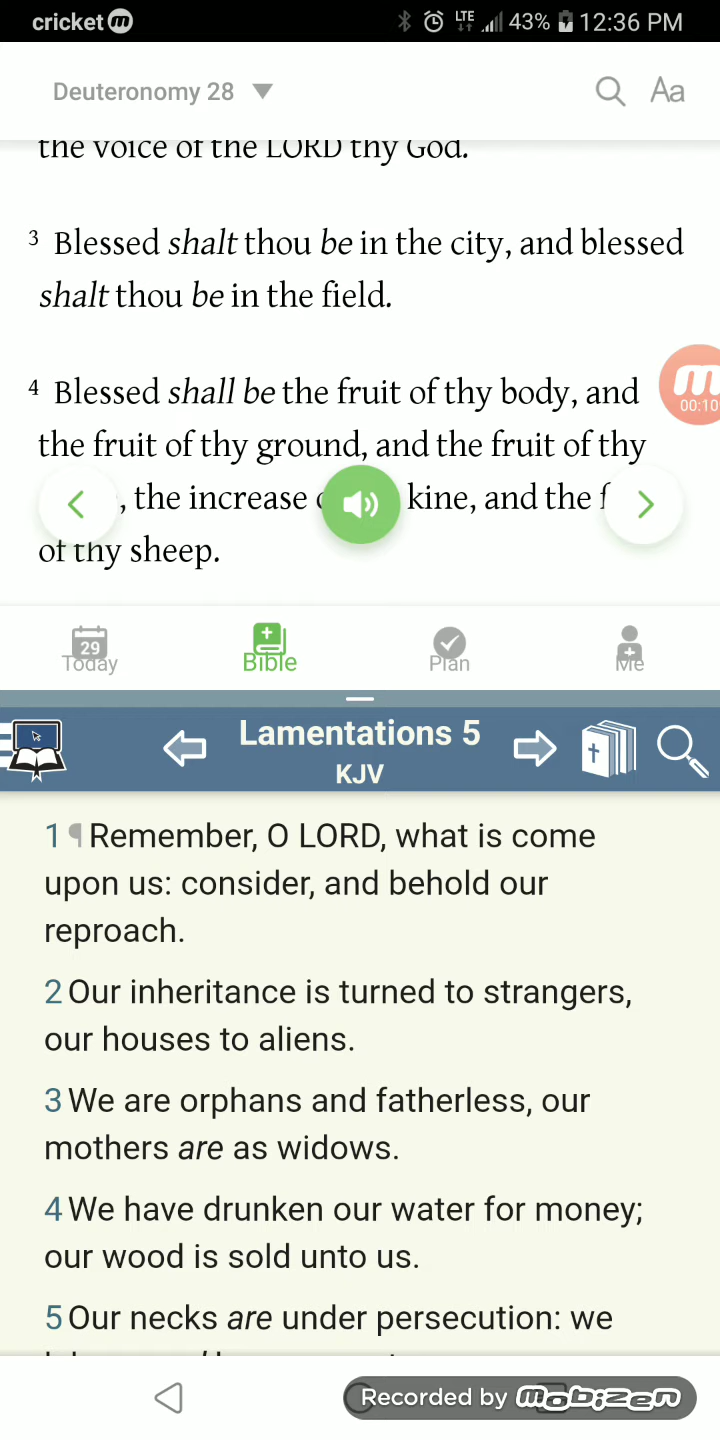 cricket
LTE 43% 12:36 PM
Deuteronomy 28 Aa
the voice of the LORD thy God.
3 Blessed shalt thou be in the city, and blessed
shalt thou be in the field.
4 Blessed shall be the fruit of thy body, and
00:10
the fruit of thy ground, and the fruit of thy
, the increase kine, and the
of thy sheep.
29
Today Bible Plan Me
Lamentations 5
KJV
1 ¶ Remember, O LORD, what is come
upon us: consider, and behold our
reproach.
2 Our inheritance is turned to strangers,
our houses to aliens.
3 We are orphans and fatherless, our
mothers are as widows.
4 We have drunken our water for money;
our wood is sold unto us.
5 Our necks are under persecution: we
Recorded by mobizen